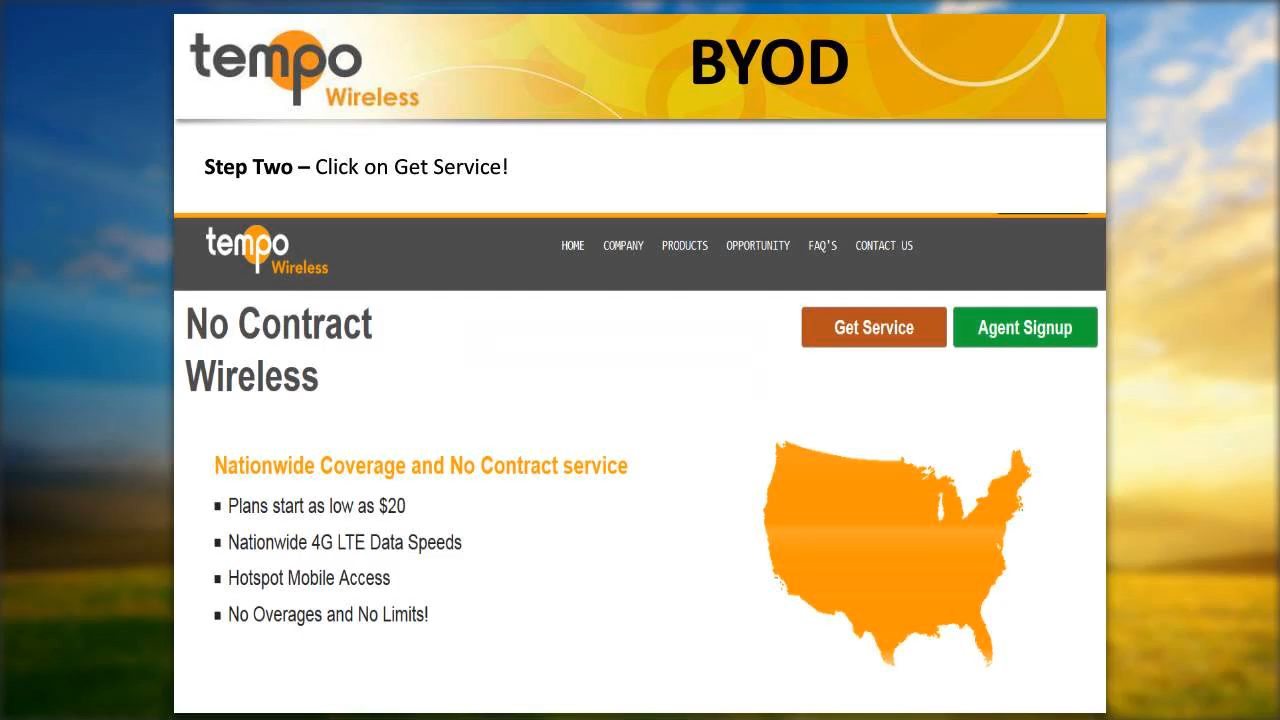 tempo
Wireless
BYOD
Step Two – Click on Get Service!
tempo
Wireless
HOME COMPANY PRODUCTS OPPORTUNITY FAQ'S CONTACT US
No Contract
Wireless
Get Service
Agent Signup
Nationwide Coverage and No Contract service
▪ Plans start as low as $20
▪ Nationwide 4G LTE Data Speeds
▪ Hotspot Mobile Access
▪ No Overages and No Limits!